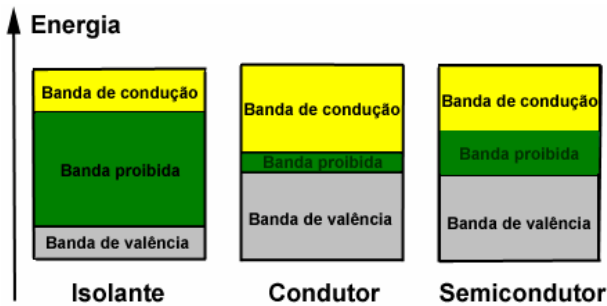 Energia
Banda de condução
Banda proibida
Banda de valência
Isolante
Banda de condução
Banda proibida
Banda de valência
Condutor
Banda de condução
Banda proibida
Banda de valência
Semicondutor